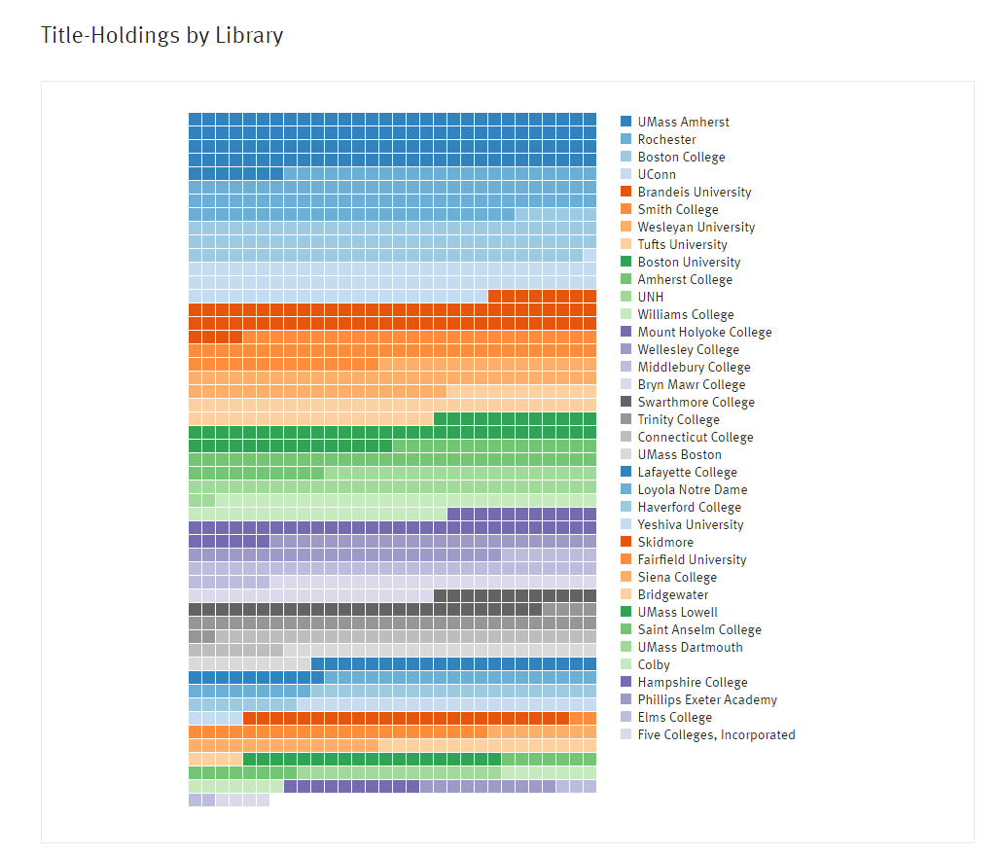 Title-Holdings by Library
UMass Amherst
Rochester
Boston College
UConn
Brandeis University
Smith College
Wesleyan University
Tufts University
Boston University
Amherst College
UNH
Williams College
Mount Holyoke College
Wellesley College
Middlebury College
Bryn Mawr College
Swarthmore College
Trinity College
Connecticut College
UMass Boston
Lafayette College
Loyola Notre Dame
Haverford College
Yeshiva University
Skidmore
Fairfield University
Siena College
Bridgewater
UMass Lowell
Saint Anselm College
UMass Dartmouth
Colby
Hampshire College
Phillips Exeter Academy
Elms College
Five Colleges, Incorporated